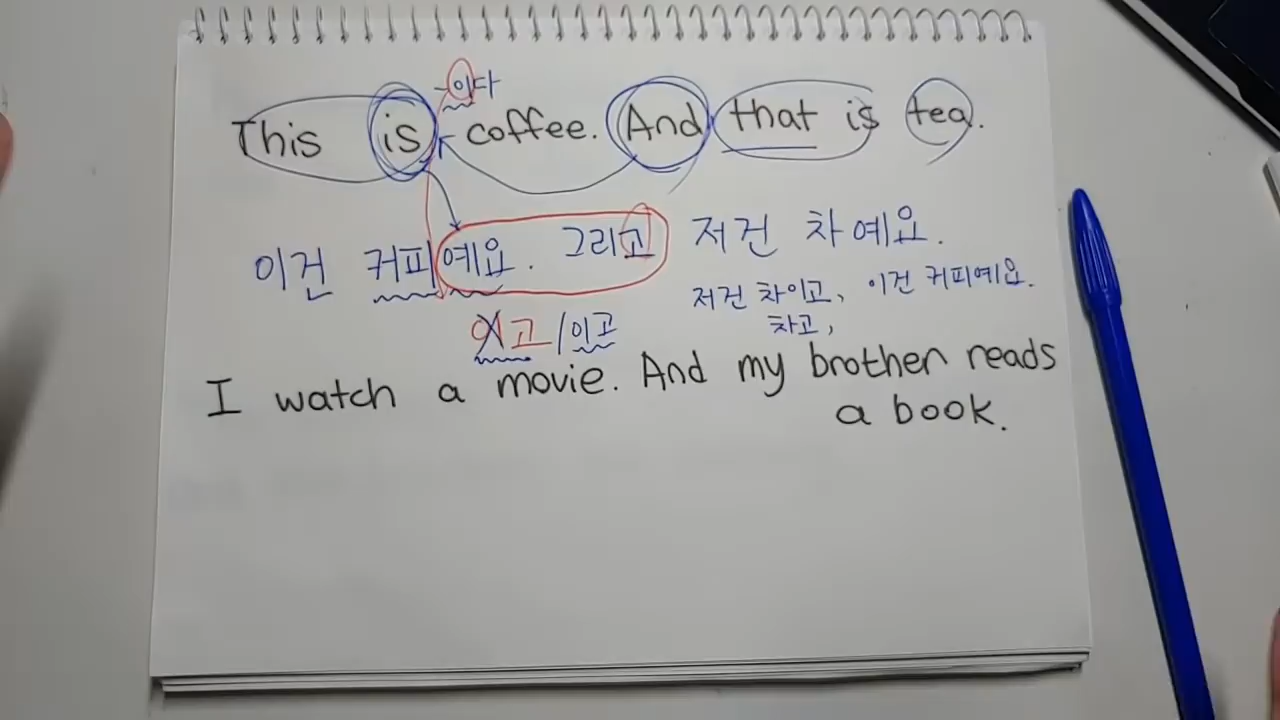 -이다
This is coffee. And that is tea.
이건 커피예요. 그리고 저건 차예요.
저건 차이고, 이건 커피예요.
차고,
이고/이고
I watch a movie. And my brother reads
a book.